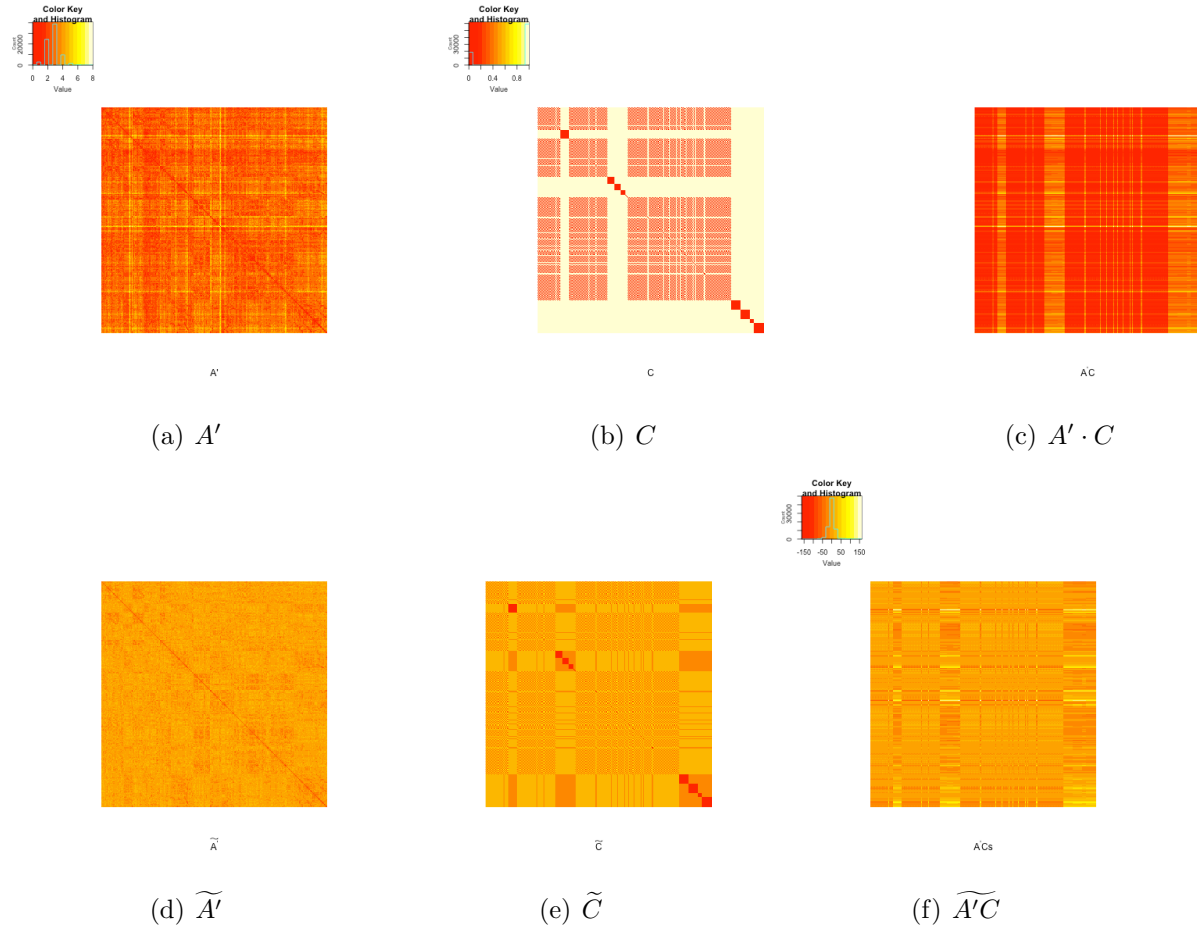 Color Key
and Histogram
Count
0 20000
0 2 4 6 8
Value
Color Key
and Histogram
Count
0 30000
0 0.4 0.8
Value
A'
C
A'C
(a) A′
(b) C
(c) A′ · C
Color Key
and Histogram
Count
0 30000
-150 -50 50 150
Value
A'
C
A'Cs
(d) A′
(e) C
(f) A′C